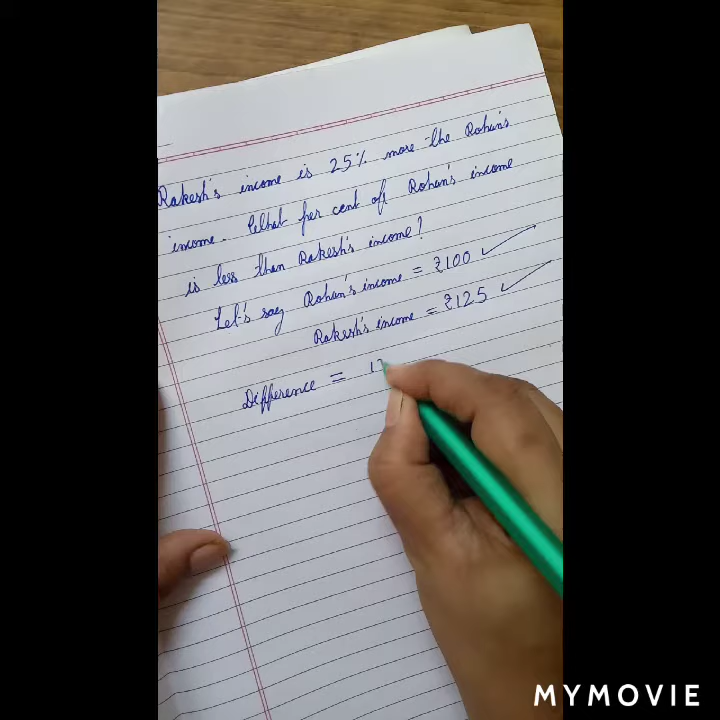 Rakesh's income is 25% more the Rohan's
income. What per cent of Rohan's income
is less than Rakesh's income?
Let's say Rohan's income = ₹100 ✓
Rakesh's income = ₹125 ✓
Difference = 12
MYMOVIE